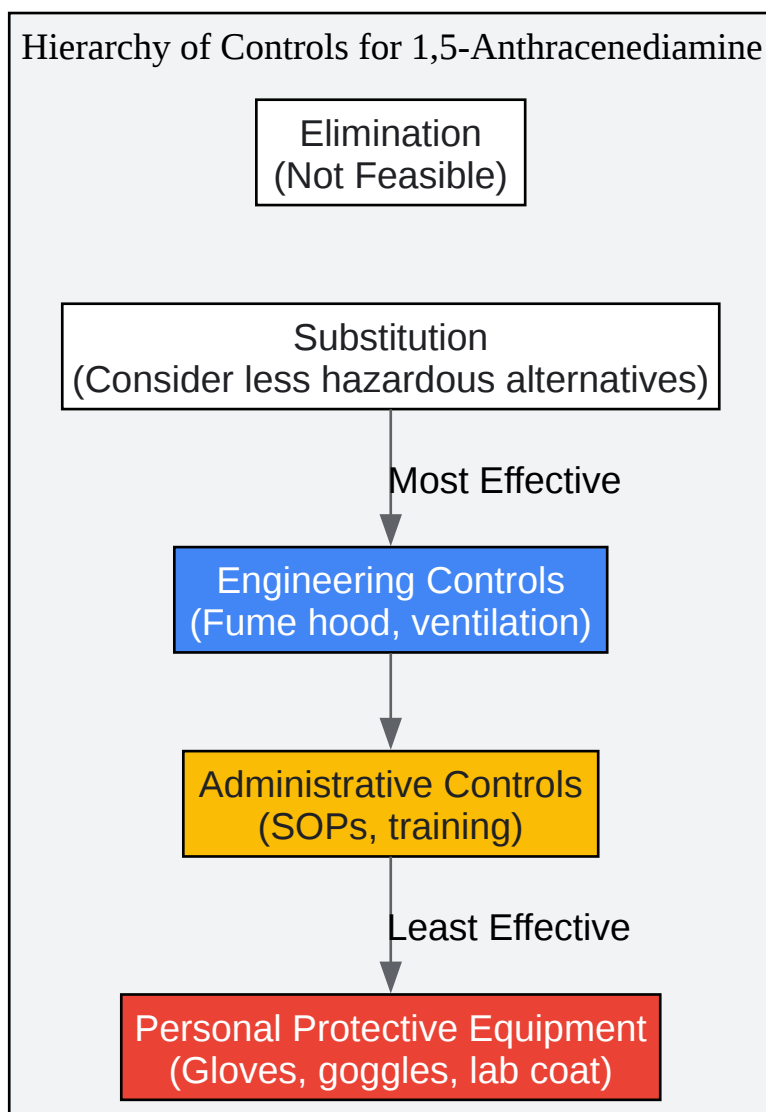 Hierarchy of Controls for 1,5-Anthracenediamine
Elimination
(Not Feasible)
Substitution
(Consider less hazardous alternatives)
Most Effective
Engineering Controls
(Fume hood, ventilation)
Administrative Controls
(SOPs, training)
Least Effective
Personal Protective Equipment
(Gloves, goggles, lab coat)